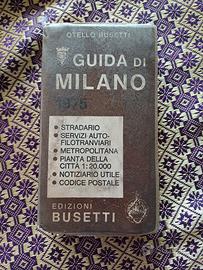 OTELLO BUSETTI
GUIDA DI
MILANO
1975
• STRADARIO
• SERVIZI AUTO-
FILOTRANVIARI
• METROPOLITANA
• PIANTA DELLA
CITTÀ 1:20.000
• NOTIZIARIO UTILE
• CODICE POSTALE
EDIZIONI
BUSETTI